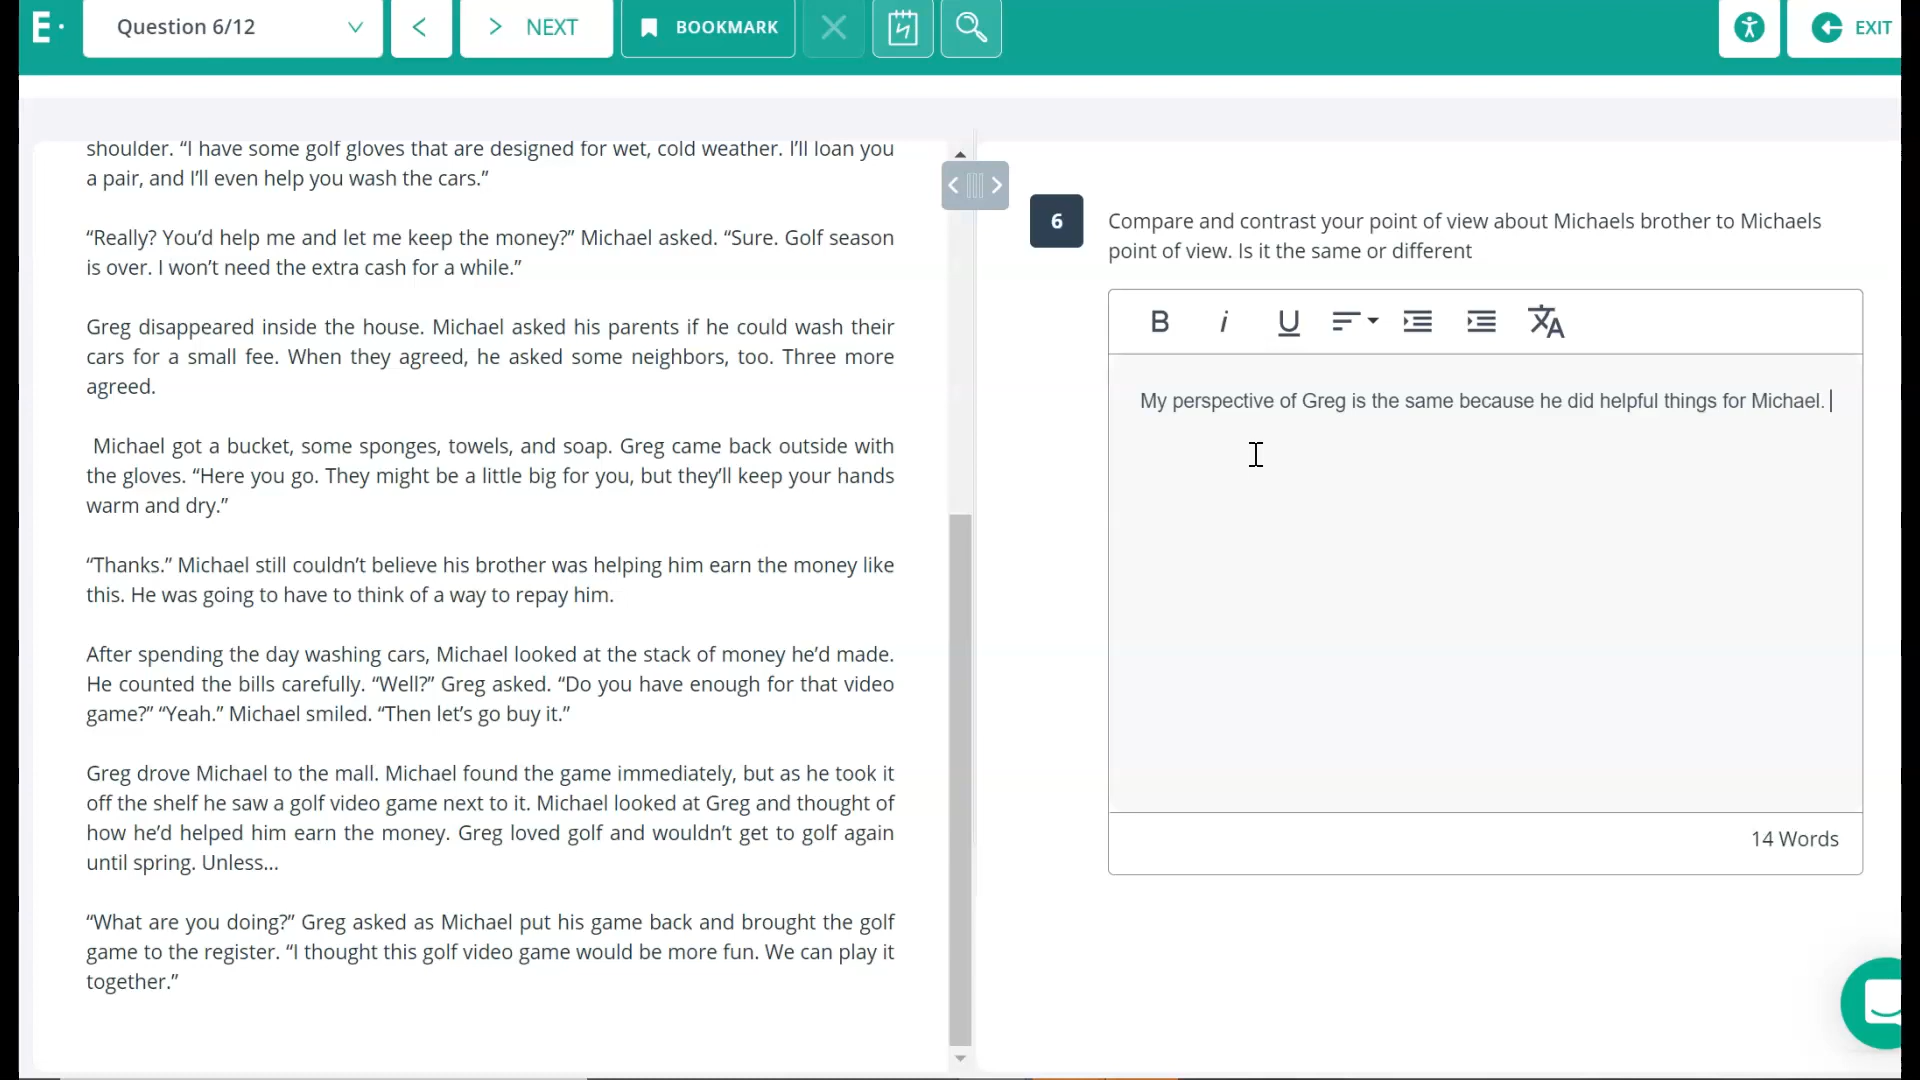 E·
Question 6/12
NEXT
BOOKMARK
EXIT
shoulder. “I have some golf gloves that are designed for wet, cold weather. I’ll loan you
a pair, and I’ll even help you wash the cars.”
“Really? You’d help me and let me keep the money?” Michael asked. “Sure. Golf season
is over. I won’t need the extra cash for a while.”
Greg disappeared inside the house. Michael asked his parents if he could wash their
cars for a small fee. When they agreed, he asked some neighbors, too. Three more
agreed.
Michael got a bucket, some sponges, towels, and soap. Greg came back outside with
the gloves. “Here you go. They might be a little big for you, but they’ll keep your hands
warm and dry.”
“Thanks.” Michael still couldn’t believe his brother was helping him earn the money like
this. He was going to have to think of a way to repay him.
After spending the day washing cars, Michael looked at the stack of money he’d made.
He counted the bills carefully. “Well?” Greg asked. “Do you have enough for that video
game?” “Yeah.” Michael smiled. “Then let’s go buy it.”
Greg drove Michael to the mall. Michael found the game immediately, but as he took it
off the shelf he saw a golf video game next to it. Michael looked at Greg and thought of
how he’d helped him earn the money. Greg loved golf and wouldn’t get to golf again
until spring. Unless...
“What are you doing?” Greg asked as Michael put his game back and brought the golf
game to the register. “I thought this golf video game would be more fun. We can play it
together.”
6
Compare and contrast your point of view about Michaels brother to Michaels
point of view. Is it the same or different
B i U
My perspective of Greg is the same because he did helpful things for Michael.
14 Words